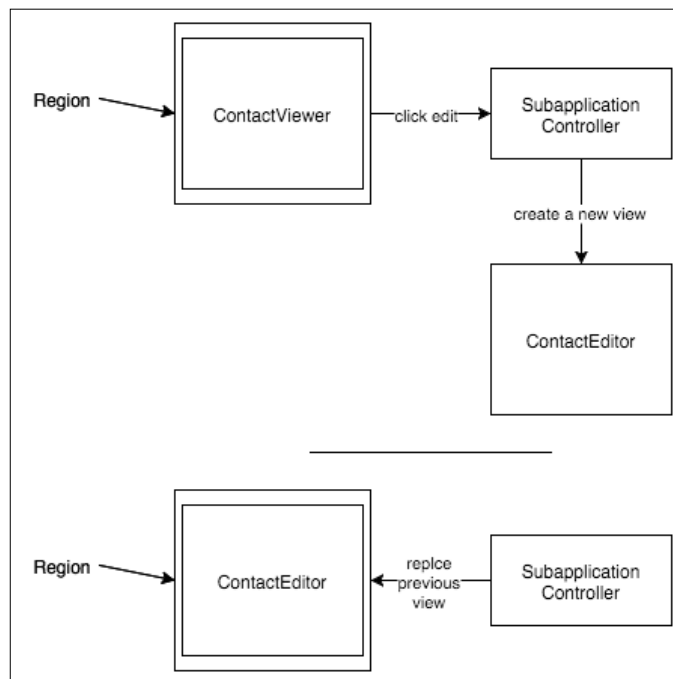 Region
ContactViewer
click edit
Subapplication
Controller
create a new view
ContactEditor
Region
ContactEditor
replce
previous
view
Subapplication
Controller